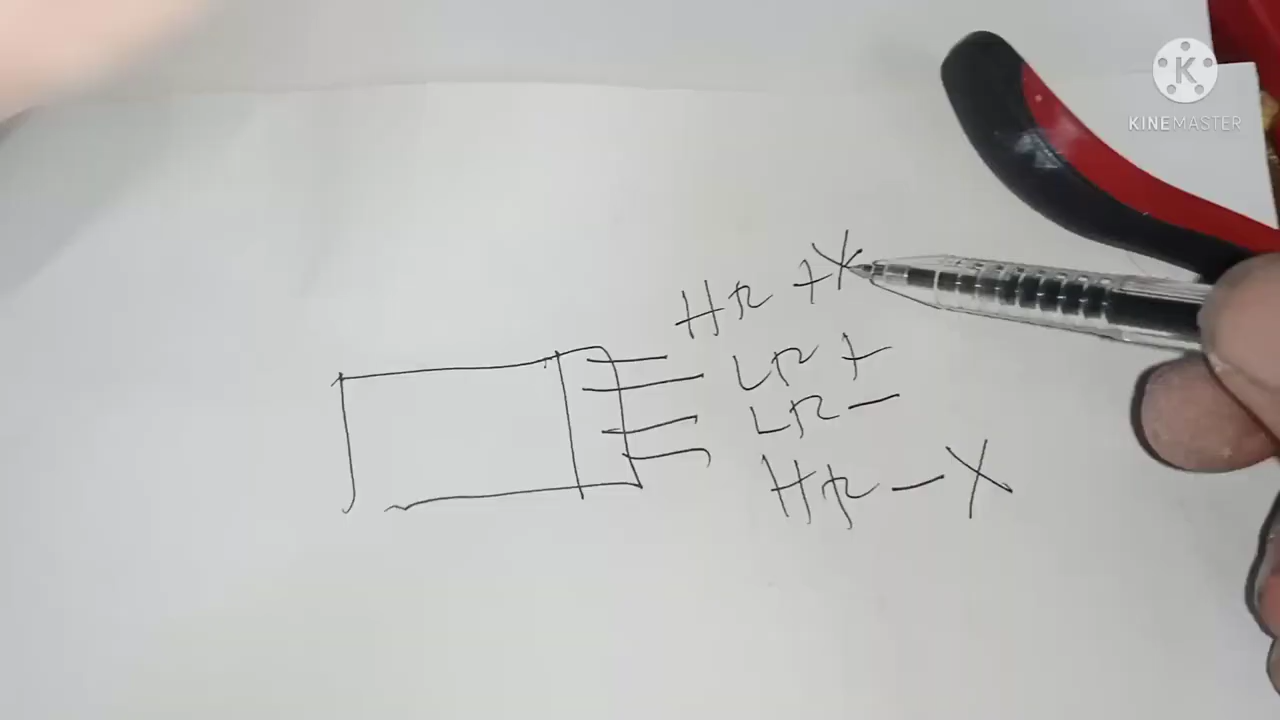 KINEMASTER
HR +X
LR +
LR -
HR - X